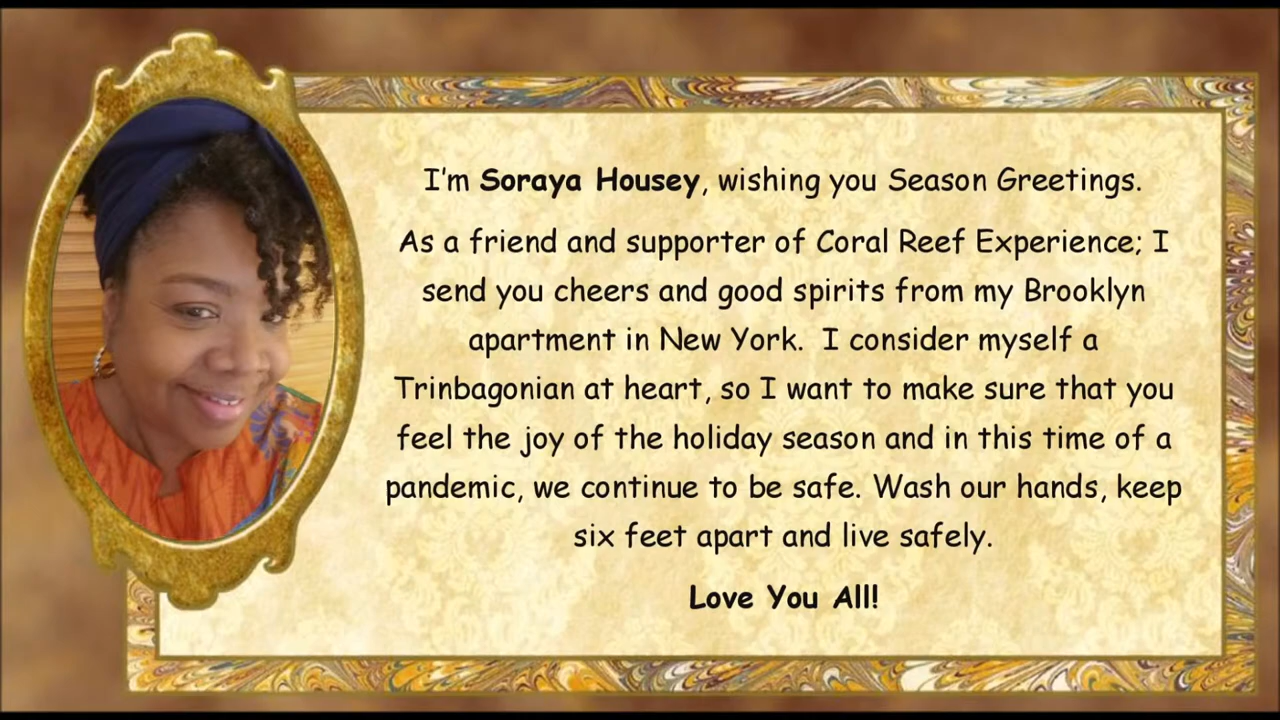 I'm Soraya Housey, wishing you Season Greetings.
As a friend and supporter of Coral Reef Experience; I
send you cheers and good spirits from my Brooklyn
apartment in New York.  I consider myself a
Trinbagonian at heart, so I want to make sure that you
feel the joy of the holiday season and in this time of a
pandemic, we continue to be safe. Wash our hands, keep
six feet apart and live safely.
Love You All!